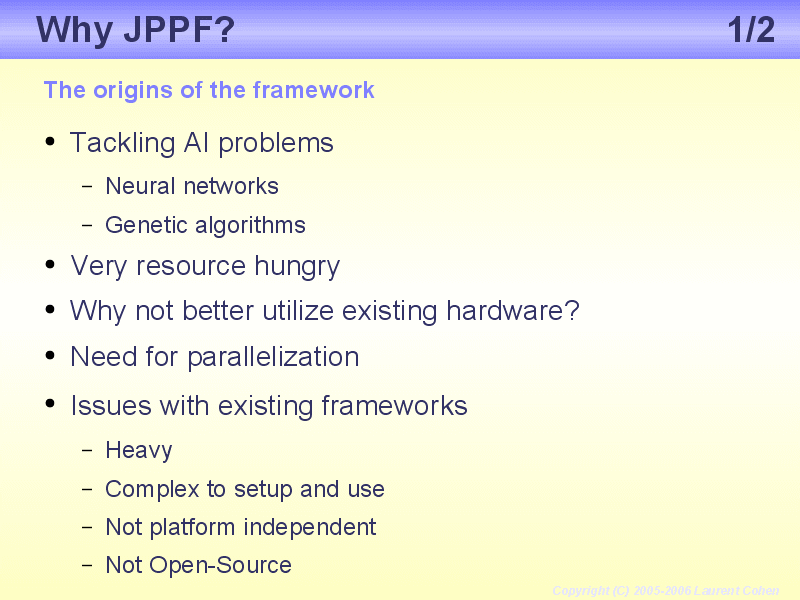 Why JPPF? 1/2
The origins of the framework
• Tackling AI problems
– Neural networks
– Genetic algorithms
• Very resource hungry
• Why not better utilize existing hardware?
• Need for parallelization
• Issues with existing frameworks
– Heavy
– Complex to setup and use
– Not platform independent
– Not Open-Source
Copyright (C) 2005-2006 Laurent Cohen